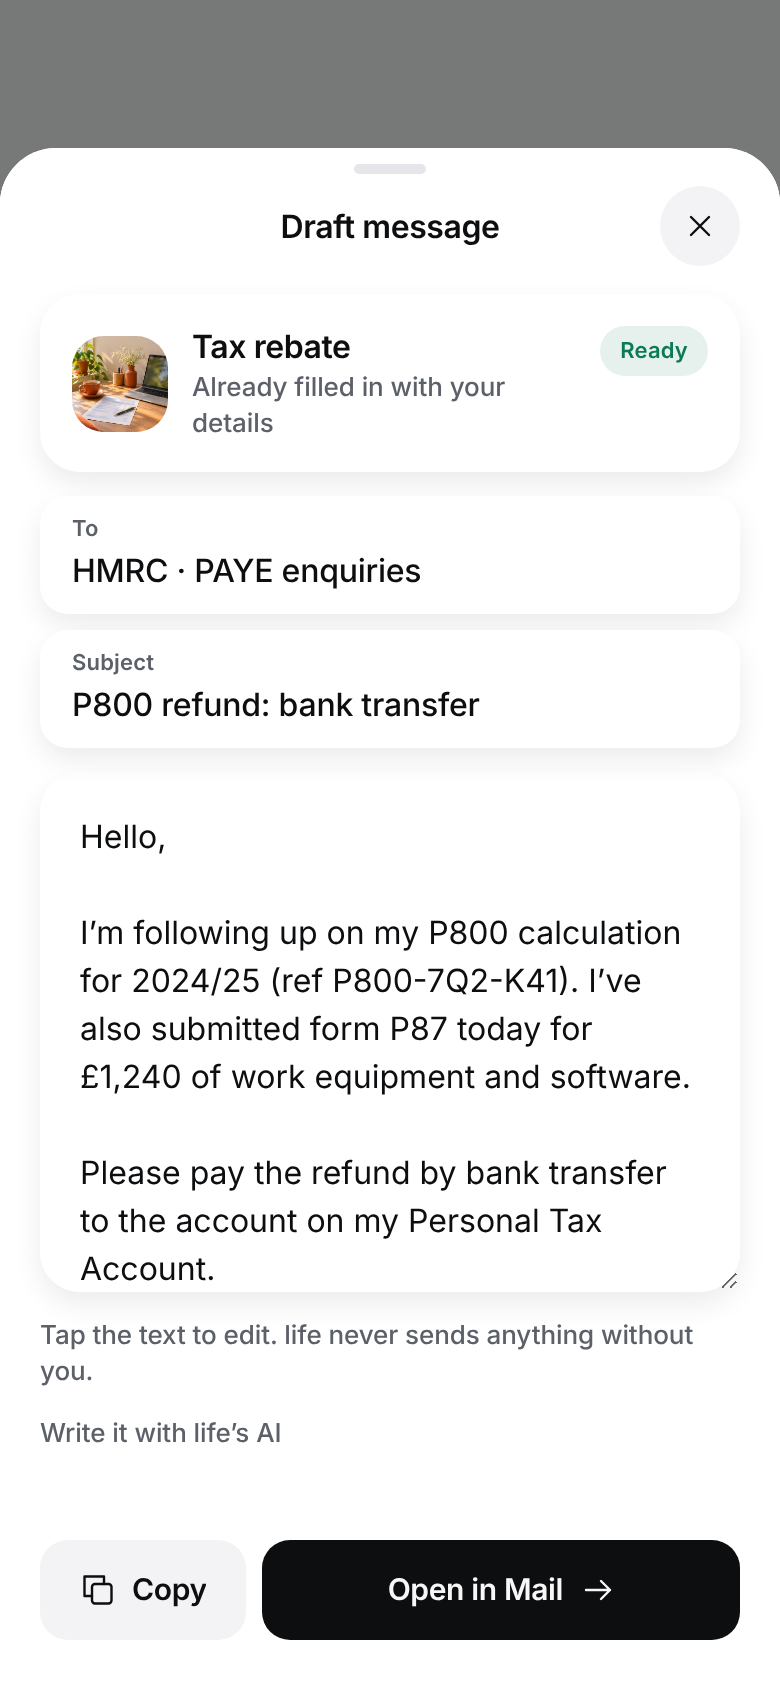 Draft message
Tax rebate
Ready
Already filled in with your
details
To
HMRC · PAYE enquiries
Subject
P800 refund: bank transfer
Hello,
I’m following up on my P800 calculation
for 2024/25 (ref P800-7Q2-K41). I’ve
also submitted form P87 today for
£1,240 of work equipment and software.
Please pay the refund by bank transfer
to the account on my Personal Tax
Account.
Tap the text to edit. life never sends anything without
you.
Write it with life’s AI
Copy
Open in Mail →